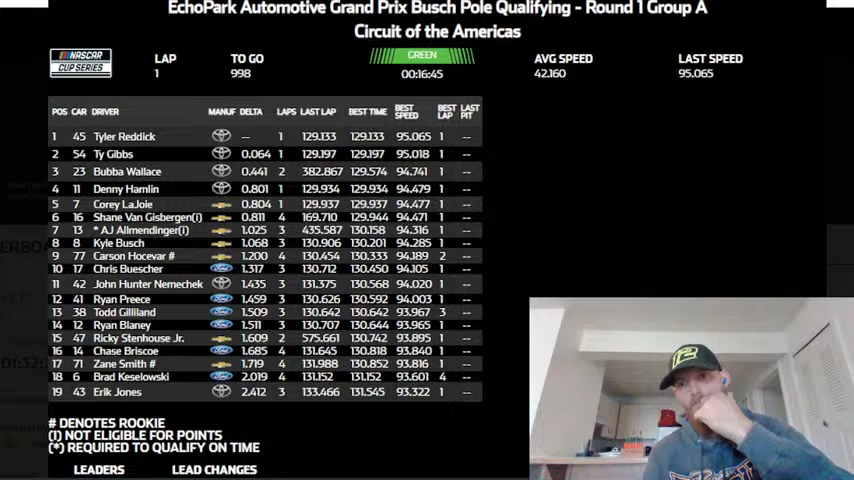 EchoPark Automotive Grand Prix Busch Pole Qualifying - Round 1 Group A
Circuit of the Americas
NASCAR CUP SERIES LAP TO GO GREEN AVG SPEED LAST SPEED
1 998 00:16:45 42.160 95.065
POS CAR DRIVER MANUF DELTA LAPS LAST LAP BEST TIME BEST SPEED BEST LAP LAST PIT
1 45 Tyler Reddick -- 1 129.133 129.133 95.065 1 --
2 54 Ty Gibbs 0.064 1 129.197 129.197 95.018 1 --
3 23 Bubba Wallace 0.441 2 382.867 129.574 94.741 1 --
4 11 Denny Hamlin 0.801 1 129.934 129.934 94.479 1 --
5 7 Corey LaJoie 0.804 1 129.937 129.937 94.477 1 --
6 16 Shane Van Gisbergen(i) 0.811 4 169.710 129.944 94.471 1 --
7 13 * AJ Allmendinger(i) 1.025 3 435.587 130.158 94.316 1 --
8 8 Kyle Busch 1.068 3 130.906 130.201 94.285 1 --
9 77 Carson Hocevar # 1.200 4 130.454 130.333 94.189 2 --
10 17 Chris Buescher 1.317 3 130.712 130.450 94.105 1 --
11 42 John Hunter Nemechek 1.435 3 131.375 130.568 94.020 1 --
12 41 Ryan Preece 1.459 3 130.626 130.592 94.003 1 --
13 38 Todd Gilliland 1.509 3 130.642 130.642 93.967 3 --
14 12 Ryan Blaney 1.511 3 130.707 130.644 93.965 1 --
15 47 Ricky Stenhouse Jr. 1.609 2 575.661 130.742 93.895 1 --
16 14 Chase Briscoe 1.685 4 131.645 130.818 93.840 1 --
17 71 Zane Smith # 1.719 4 131.988 130.852 93.816 1 --
18 6 Brad Keselowski 2.019 4 131.152 131.152 93.601 4 --
19 43 Erik Jones 2.412 3 133.466 131.545 93.322 1 --
# DENOTES ROOKIE
(I) NOT ELIGIBLE FOR POINTS
(*) REQUIRED TO QUALIFY ON TIME
LEADERS LEAD CHANGES